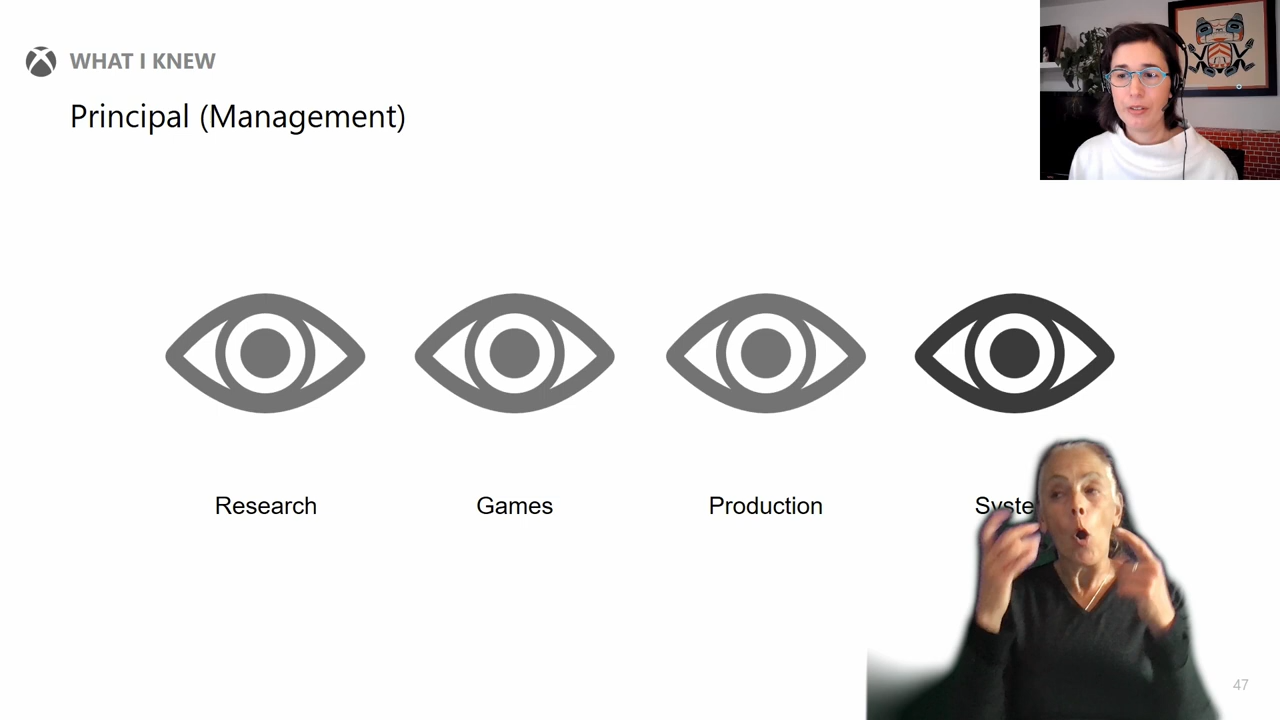 WHAT I KNEW
Principal (Management)
Research
Games
Production
47